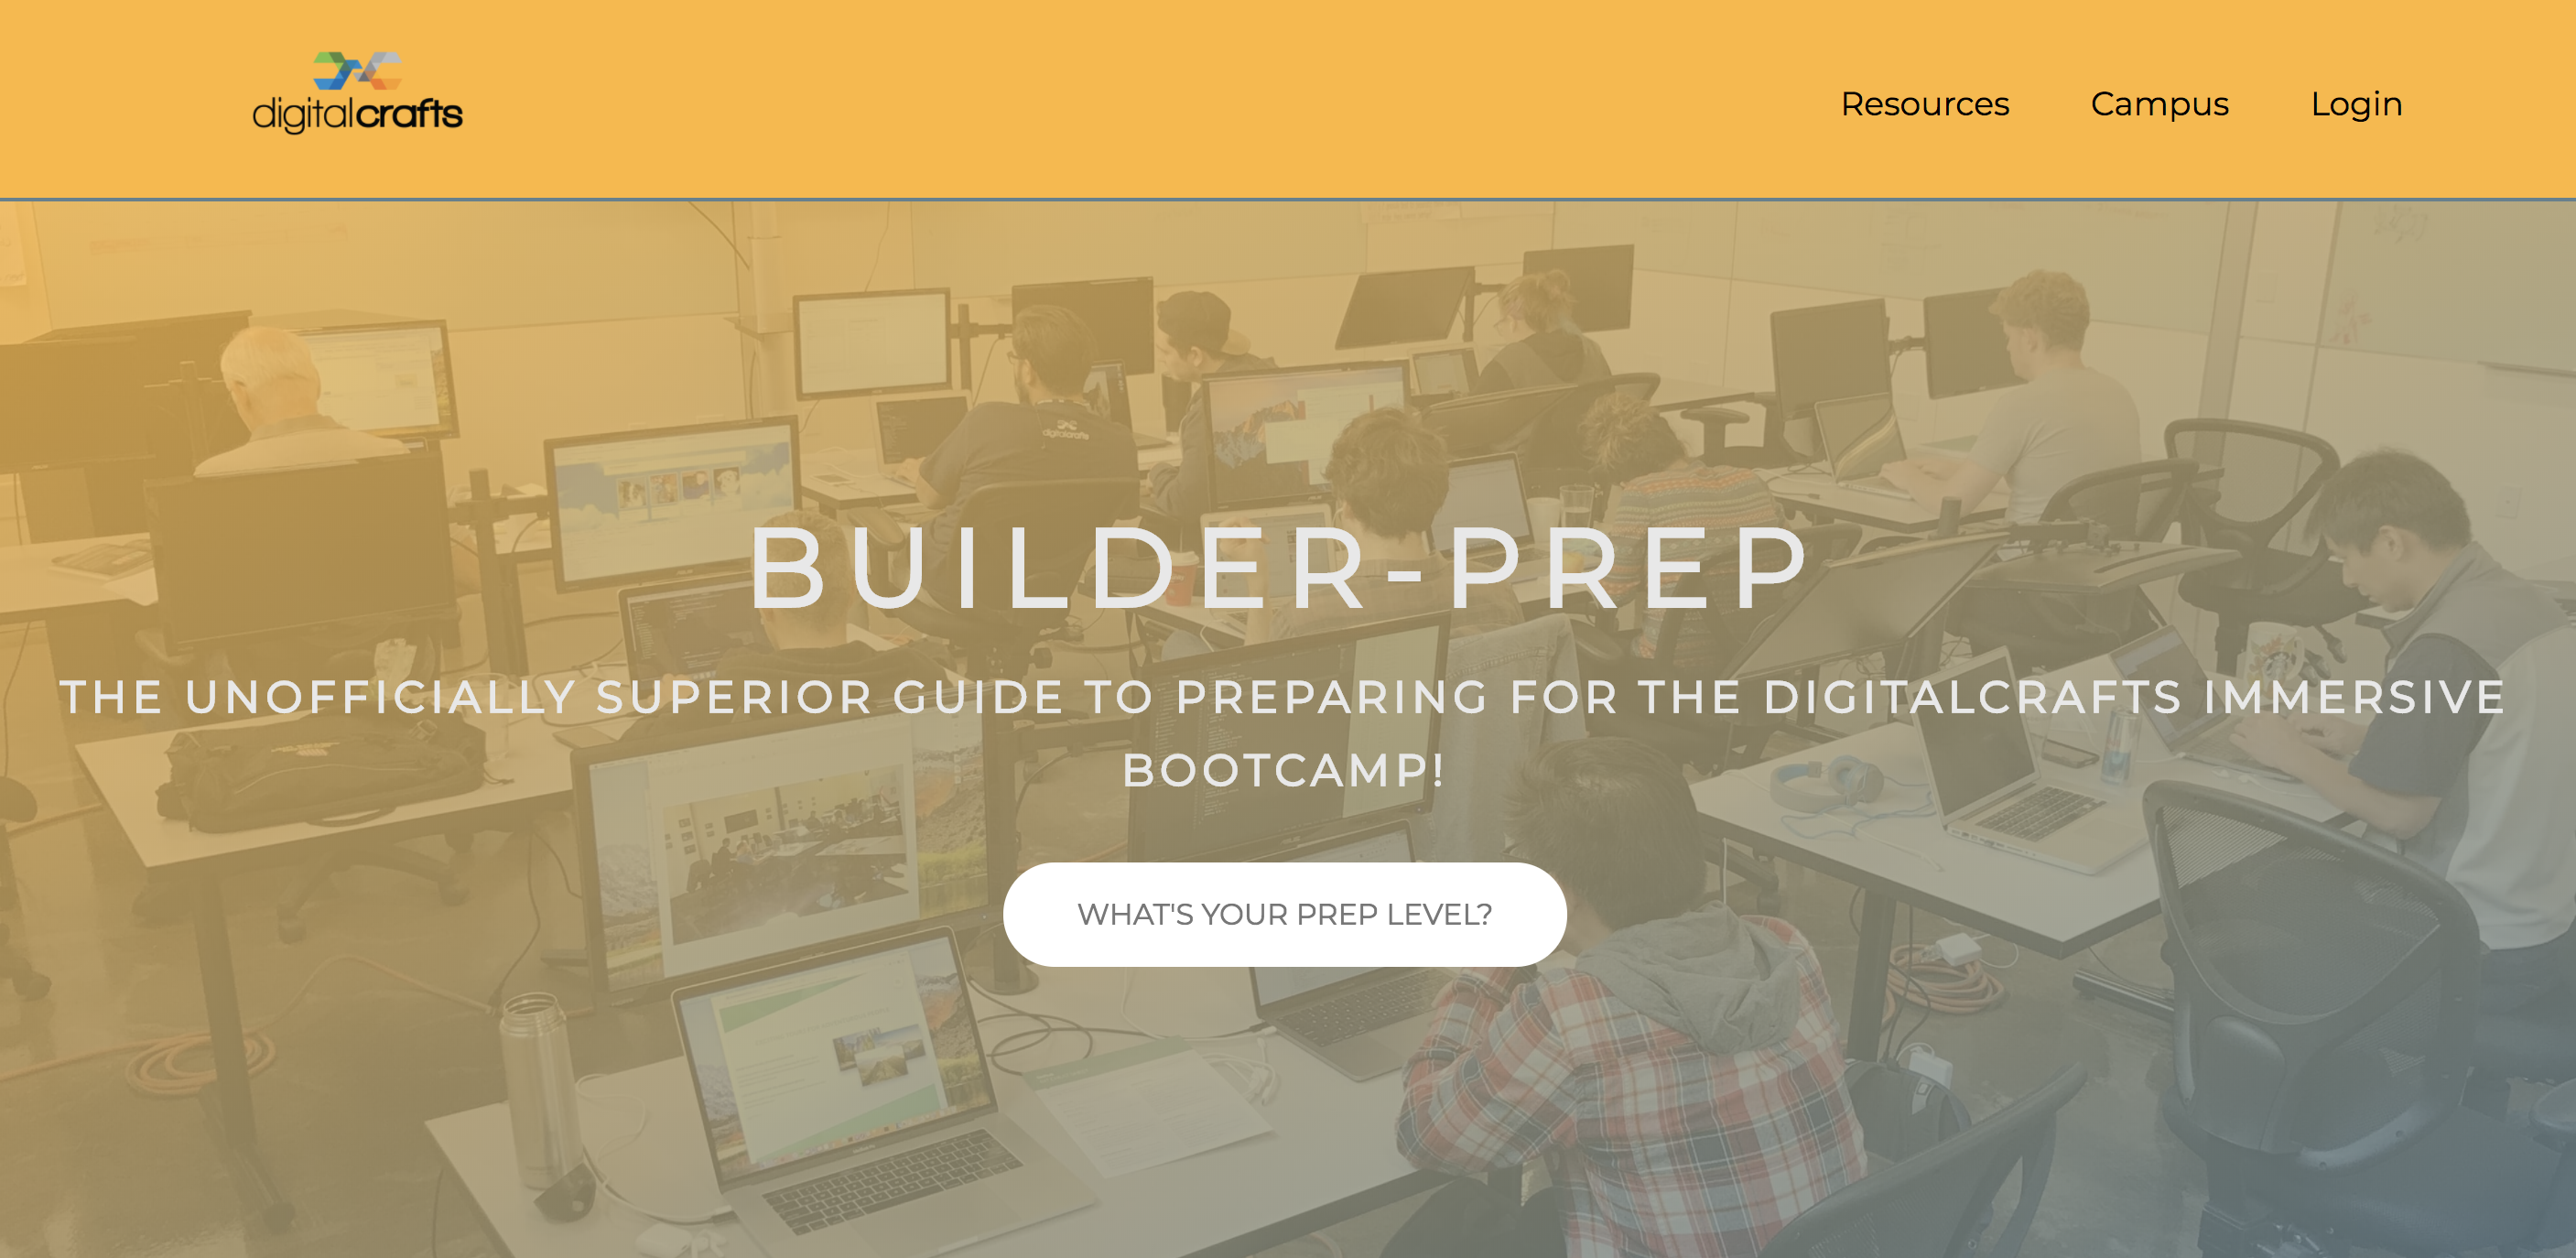 digitalcrafts
Resources Campus Login
digitalcrafts
BUILDER-PREP
THE UNOFFICIALLY SUPERIOR GUIDE TO PREPARING FOR THE DIGITALCRAFTS IMMERSIVE
BOOTCAMP!
WHAT'S YOUR PREP LEVEL?